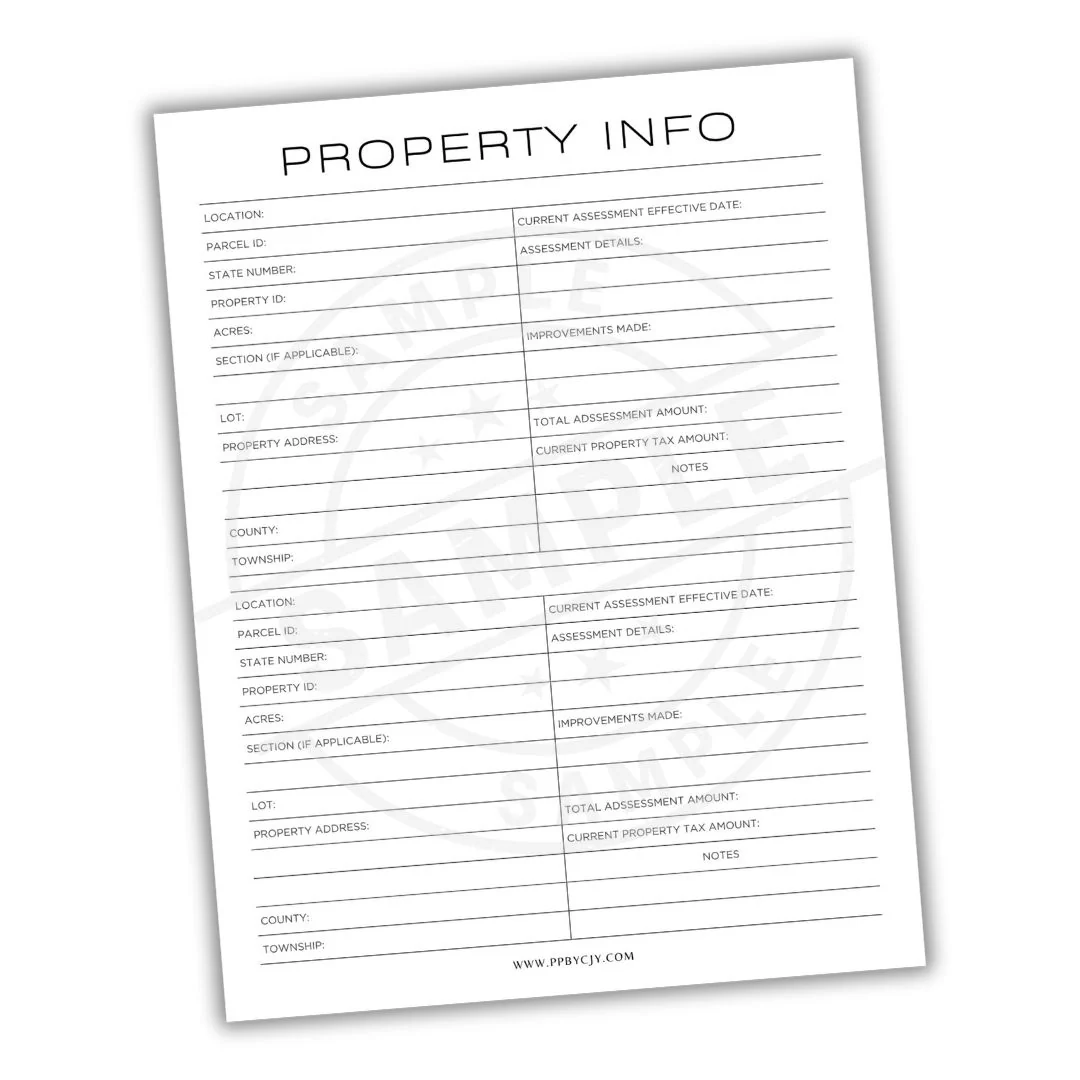 PROPERTY INFO
LOCATION:
PARCEL ID:
STATE NUMBER:
PROPERTY ID:
ACRES:
SECTION (IF APPLICABLE):
LOT:
PROPERTY ADDRESS:
COUNTY:
TOWNSHIP:
CURRENT ASSESSMENT EFFECTIVE DATE:
ASSESSMENT DETAILS:
IMPROVEMENTS MADE:
TOTAL ADSSESSMENT AMOUNT:
CURRENT PROPERTY TAX AMOUNT:
NOTES
LOCATION:
PARCEL ID:
STATE NUMBER:
PROPERTY ID:
ACRES:
SECTION (IF APPLICABLE):
LOT:
PROPERTY ADDRESS:
COUNTY:
TOWNSHIP:
CURRENT ASSESSMENT EFFECTIVE DATE:
ASSESSMENT DETAILS:
IMPROVEMENTS MADE:
TOTAL ADSSESSMENT AMOUNT:
CURRENT PROPERTY TAX AMOUNT:
NOTES
WWW.PPBYCJY.COM
SAMPLE
SAMPLE
SAMPLE